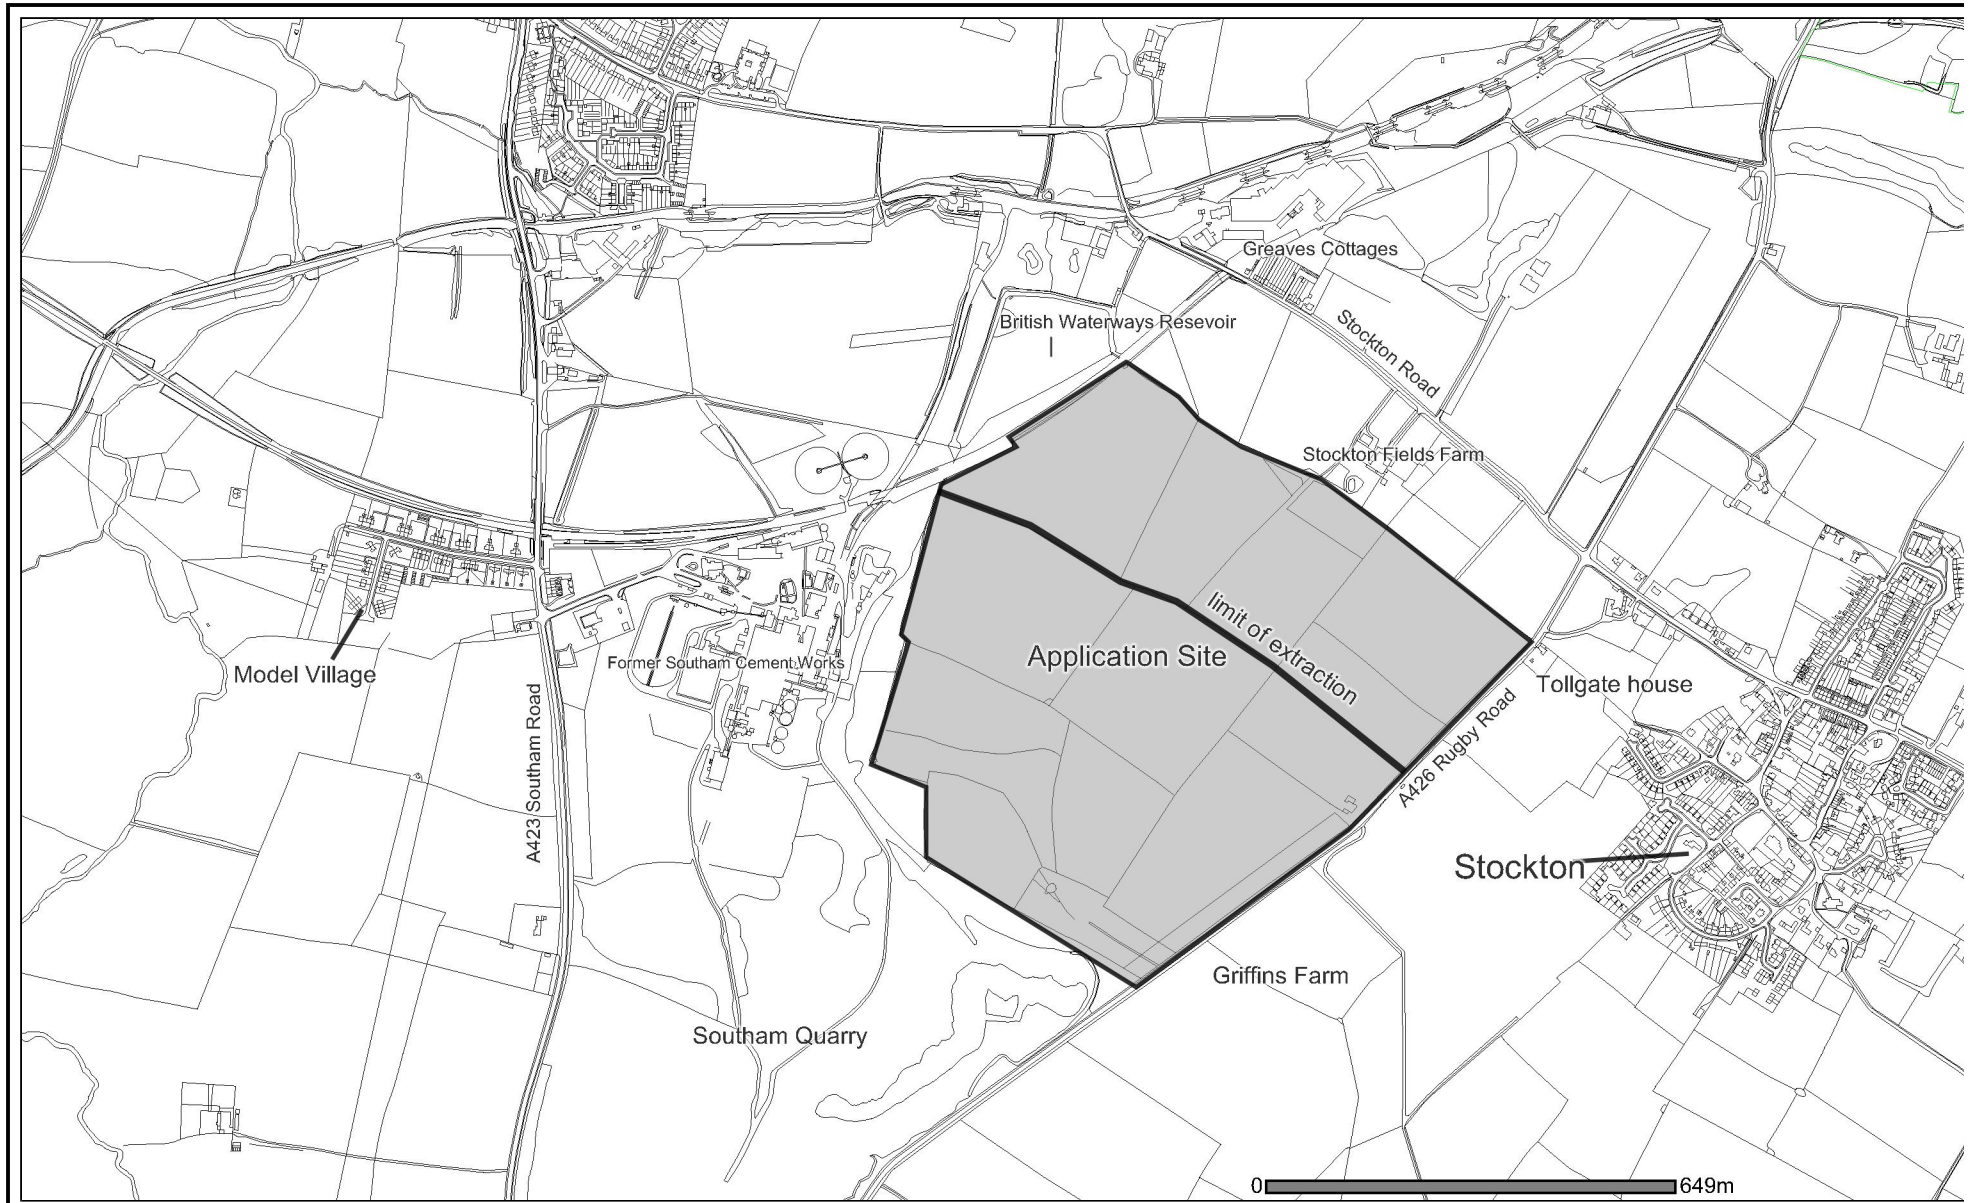 Greaves Cottages
British Waterways Resevoir
Stockton Road
Stockton Fields Farm
limit of extraction
Application Site
Former Southam Cement Works
Model Village
Tollgate house
A423 Southam Road
A426 Rugby Road
Stockton
Griffins Farm
Southam Quarry
0 649m